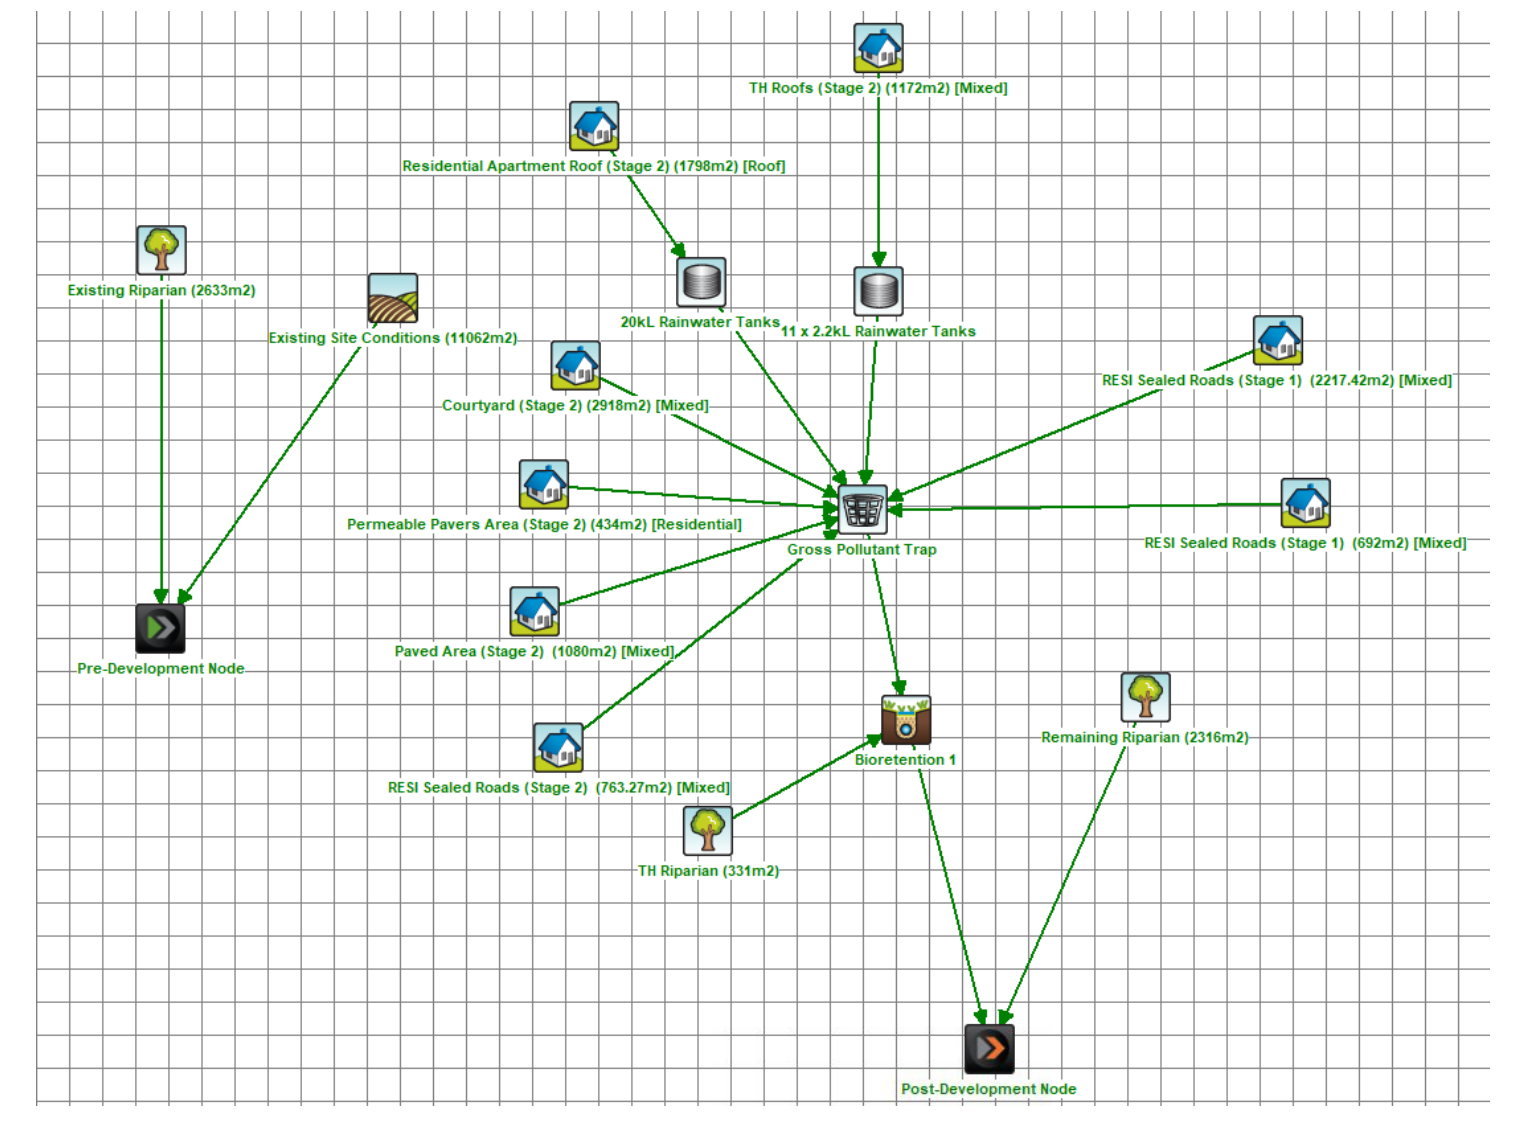 TH Roofs (Stage 2) (1172m2) [Mixed]
Residential Apartment Roof (Stage 2) (1798m2) [Roof]
Existing Riparian (2633m2)
Existing Site Conditions (11062m2)
20kL Rainwater Tanks
11 x 2.2kL Rainwater Tanks
RESI Sealed Roads (Stage 1)  (2217.42m2) [Mixed]
Courtyard (Stage 2) (2918m2) [Mixed]
Permeable Pavers Area (Stage 2) (434m2) [Residential]
RESI Sealed Roads (Stage 1)  (692m2) [Mixed]
Gross Pollutant Trap
Paved Area (Stage 2)  (1080m2) [Mixed]
Pre-Development Node
Remaining Riparian (2316m2)
Bioretention 1
RESI Sealed Roads (Stage 2)  (763.27m2) [Mixed]
TH Riparian (331m2)
Post-Development Node